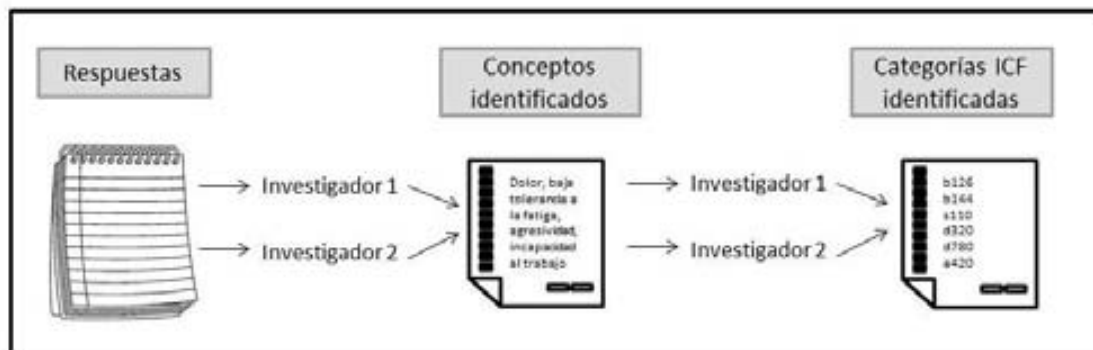 Respuestas
Conceptos
identificados
Categorías ICF
identificadas
Investigador 1
Investigador 2
Dolor, baja
tolerancia a
la fatiga,
agresividad,
incapacidad
al trabajo
Investigador 1
Investigador 2
b126
b144
s110
d320
d780
a420